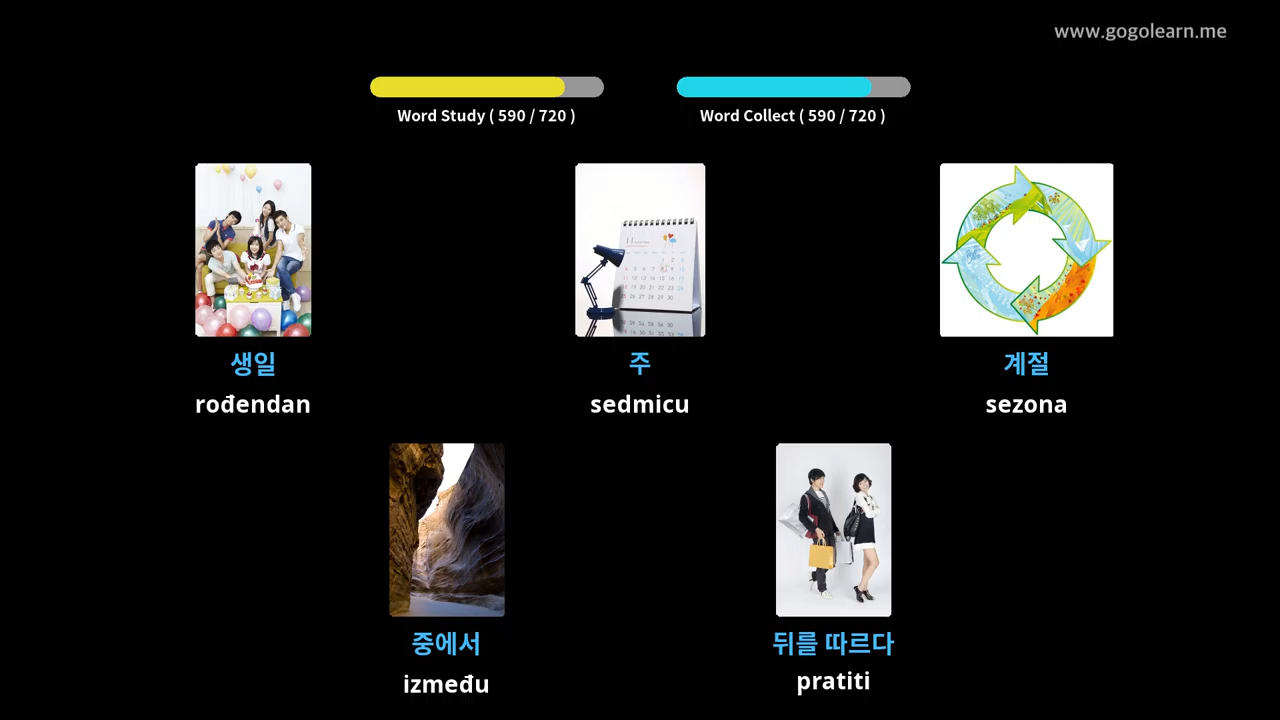 www.gogolearn.me
Word Study ( 590 / 720 )
Word Collect ( 590 / 720 )
생일
rođendan
주
sedmicu
계절
sezona
중에서
između
뒤를 따르다
pratiti